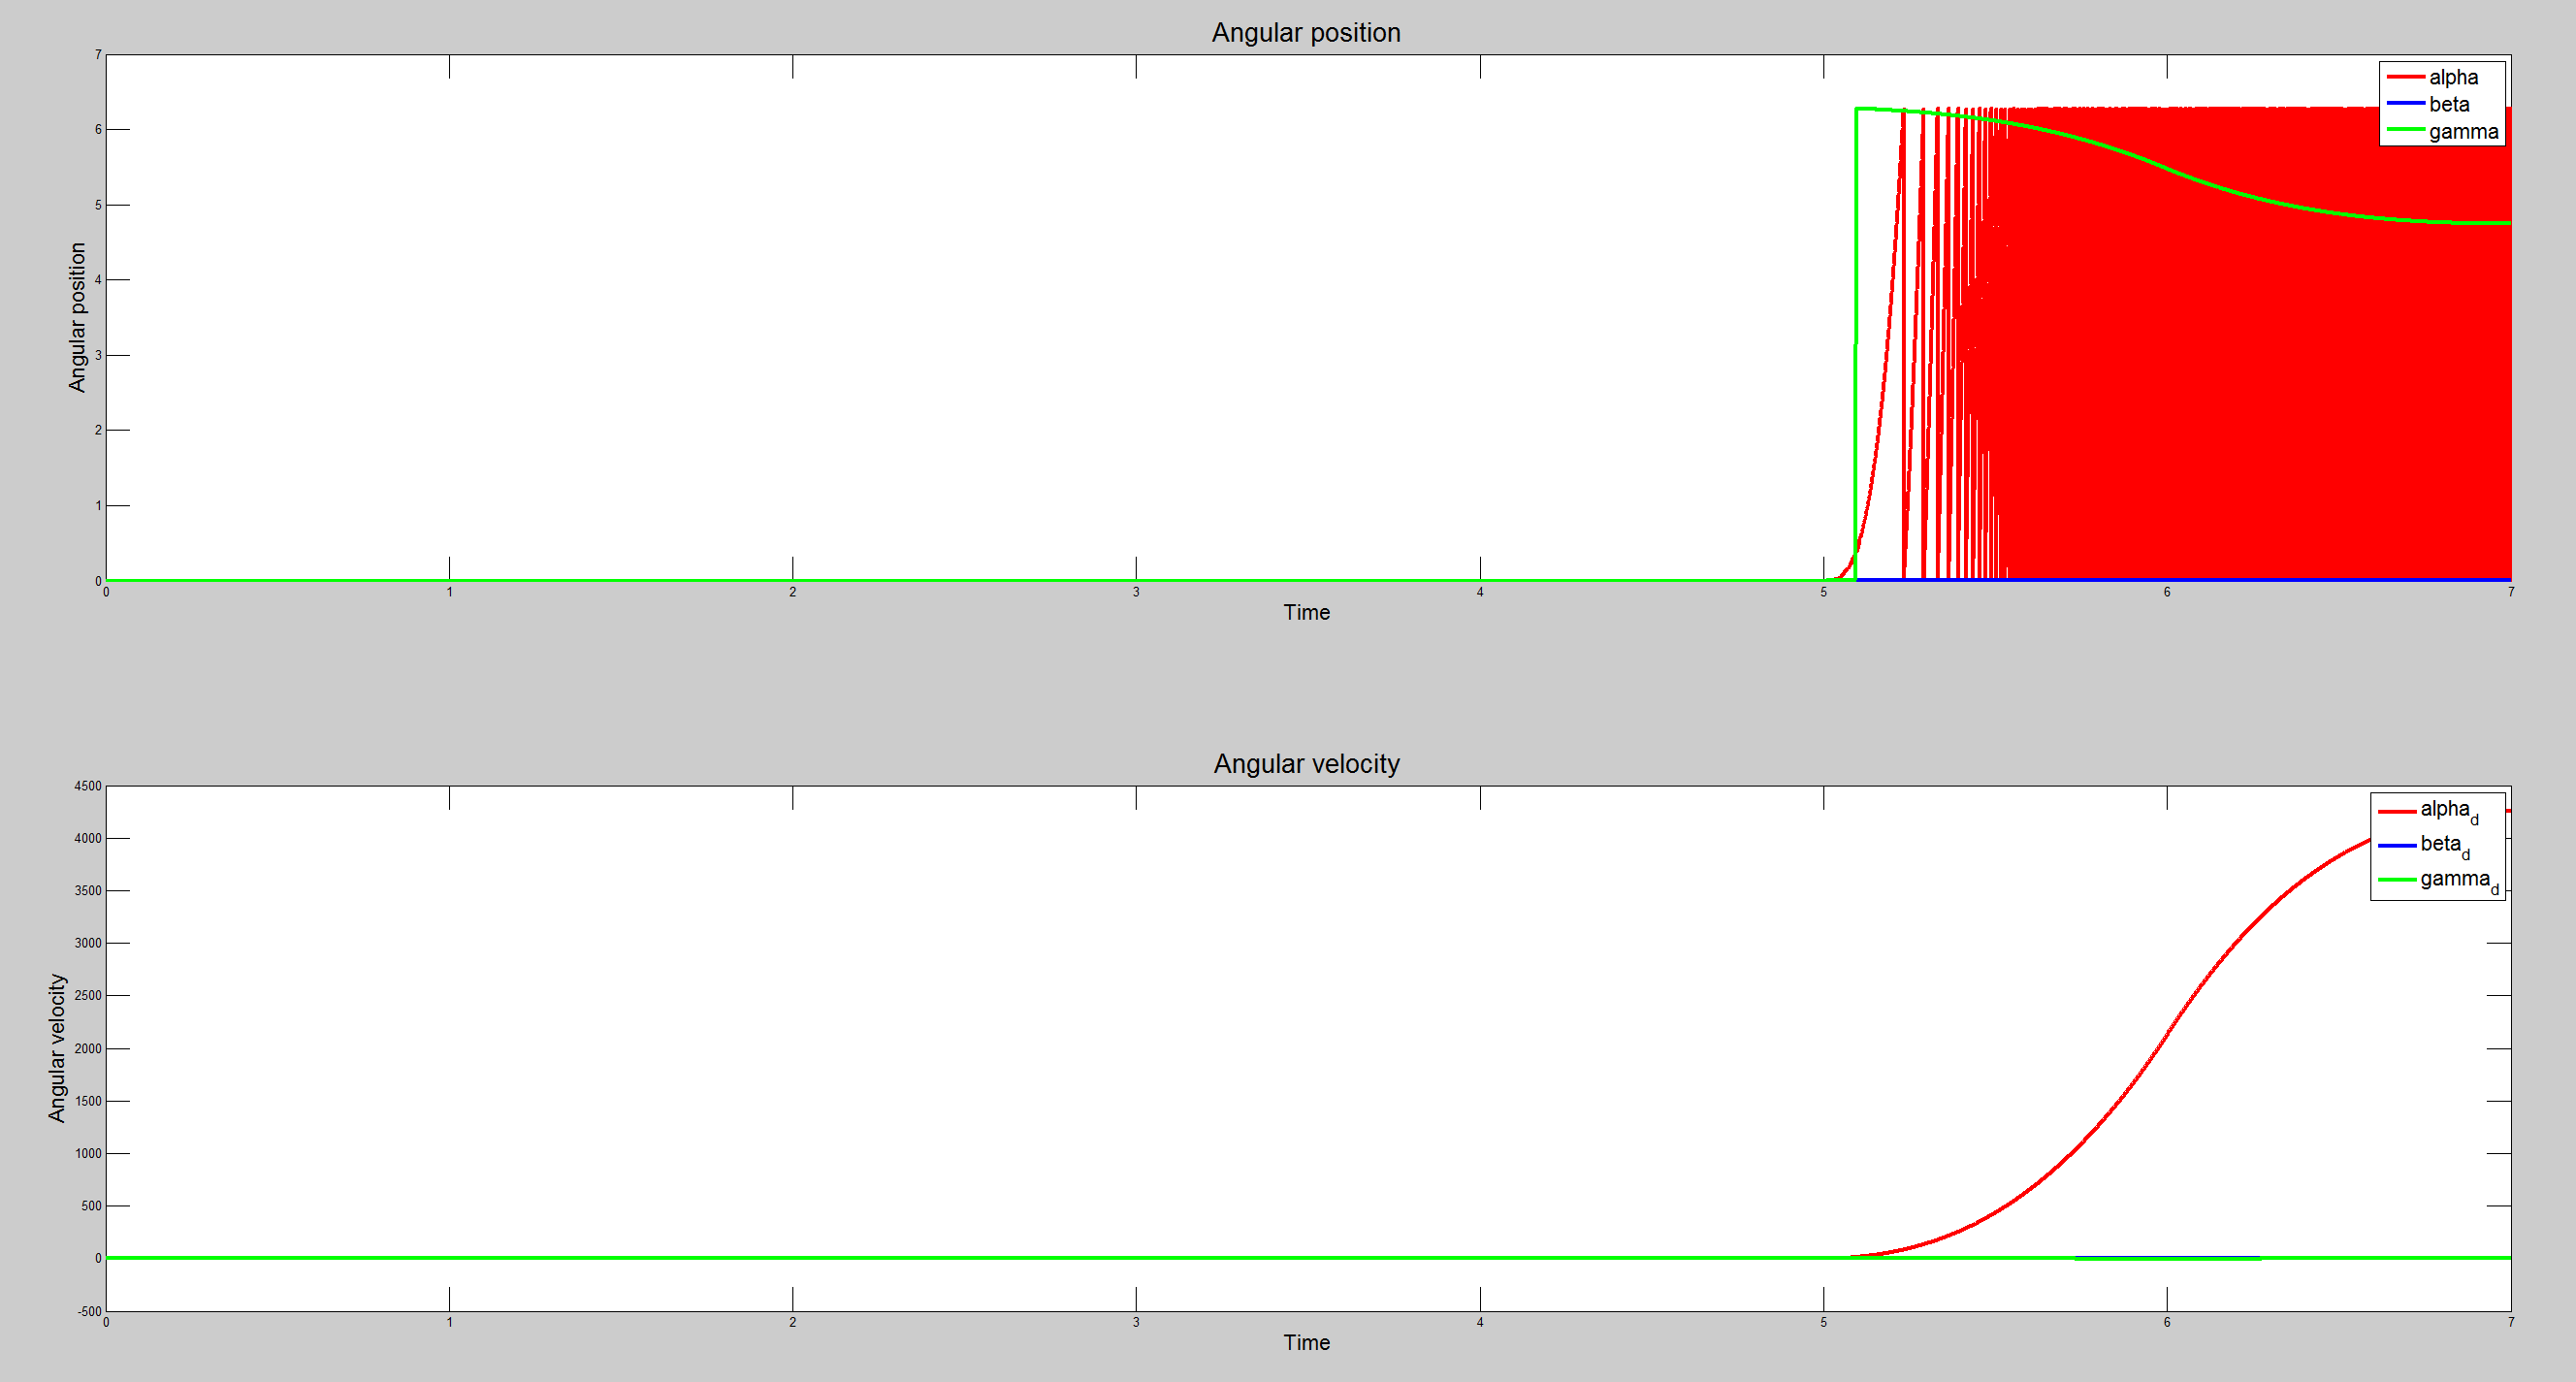 Angular position
7
6
5
4
3
2
1
0
Angular position
alpha
beta
gamma
0 1 2 3 4 5 6 7
Time
Angular velocity
4500
4000
3500
3000
2500
2000
1500
1000
500
0
-500
Angular velocity
alpha_d
beta_d
gamma_d
0 1 2 3 4 5 6 7
Time